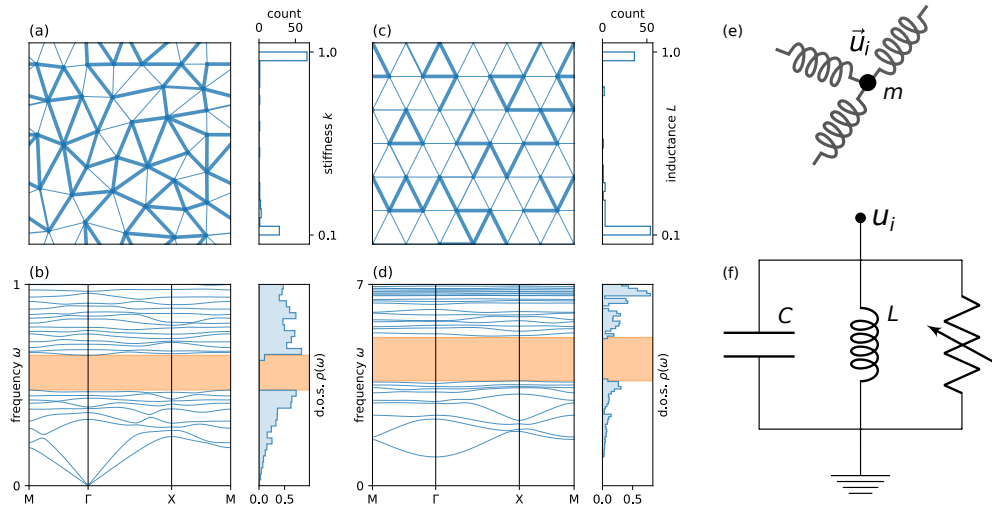 (a)
count
0 50
1.0
stiffness k
0.1
(c)
count
0 50
1.0
inductance L
0.1
(e)
u⃗ᵢ
m
(b)
1
frequency ω
0
M Γ X M
d.o.s. ρ(ω)
0.0 0.5
(d)
7
frequency ω
0
M Γ X M
d.o.s. ρ(ω)
0.0 0.5
uᵢ
(f)
C
L